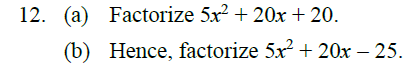 12. (a) Factorize 5x² + 20x + 20.
(b) Hence, factorize 5x² + 20x – 25.